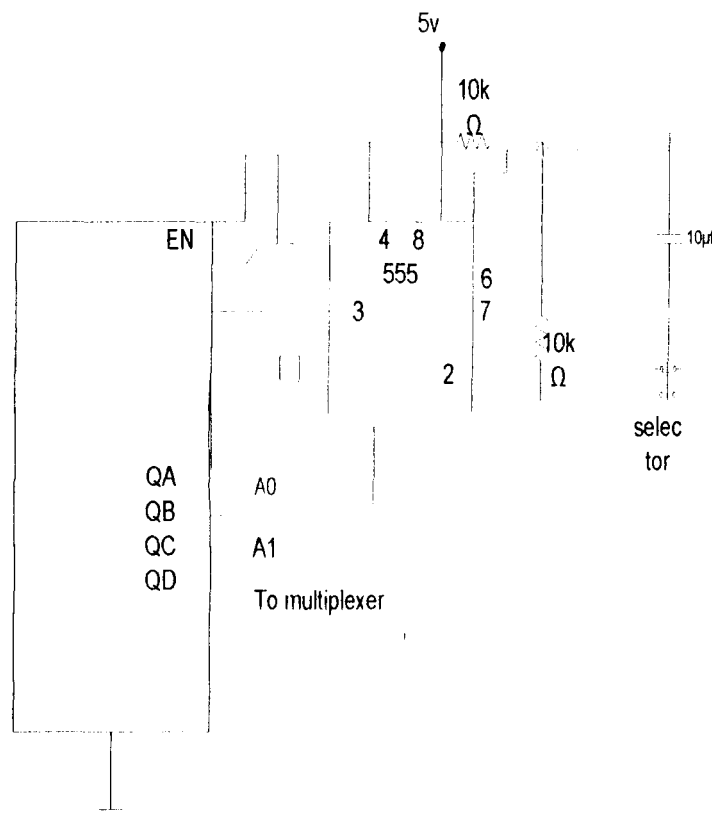 5v
10k
Ω
EN
4 8
555
6
3
7
2
10µf
10k
Ω
selec
tor
QA
QB
QC
QD
A0
A1
To multiplexer